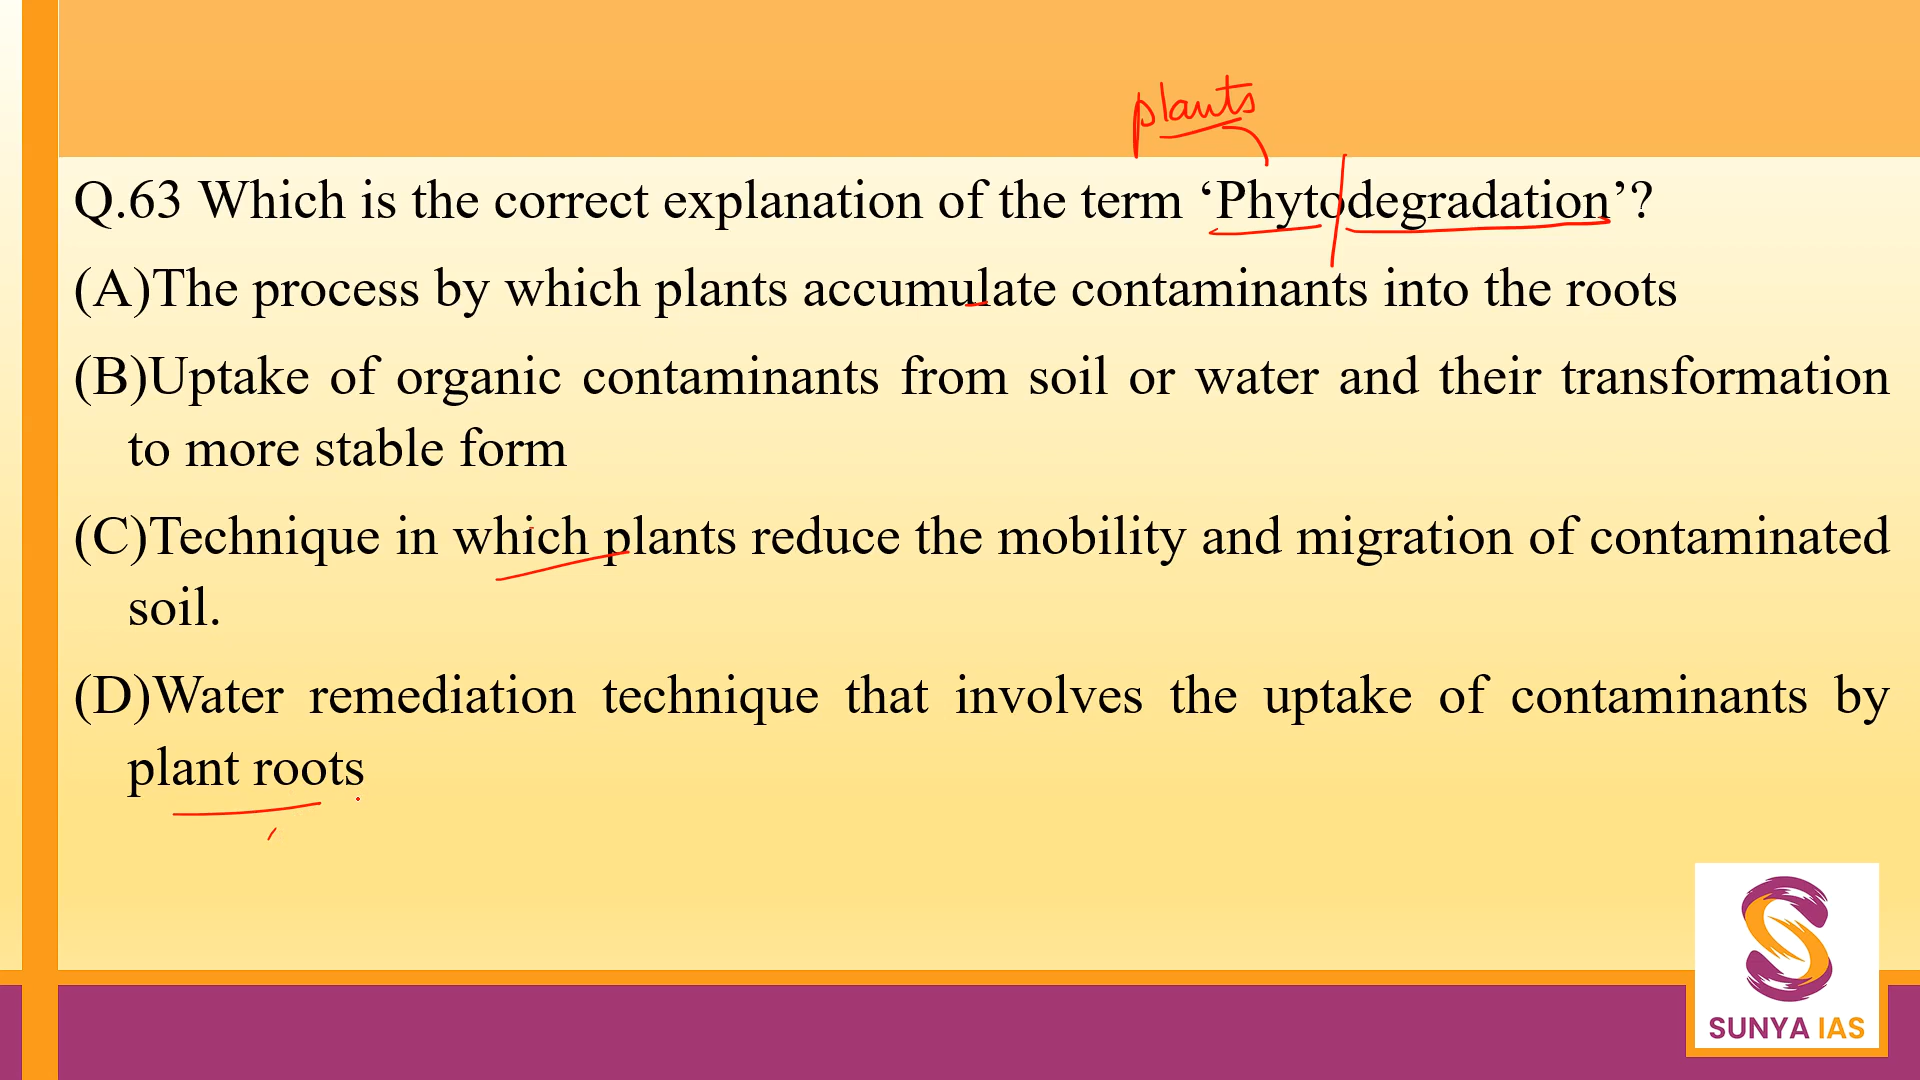 plants
Q.63 Which is the correct explanation of the term ‘Phytodegradation’?
(A)The process by which plants accumulate contaminants into the roots
(B)Uptake of organic contaminants from soil or water and their transformation
to more stable form
(C)Technique in which plants reduce the mobility and migration of contaminated
soil.
(D)Water remediation technique that involves the uptake of contaminants by
plant roots
SUNYA IAS